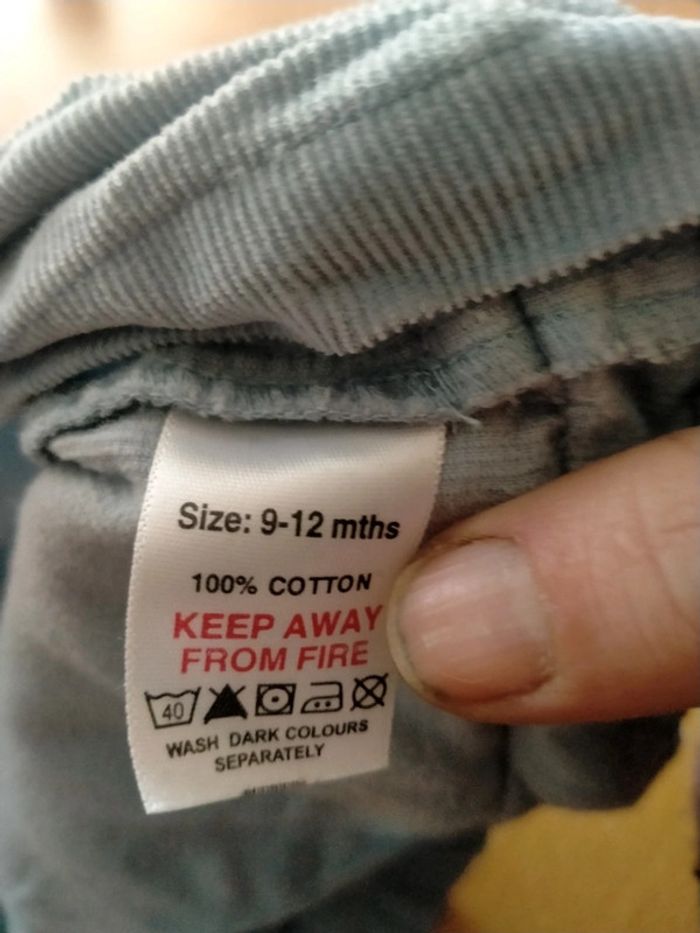 Size: 9-12 mths
100% COTTON
KEEP AWAY
FROM FIRE
40
WASH DARK COLOURS
SEPARATELY